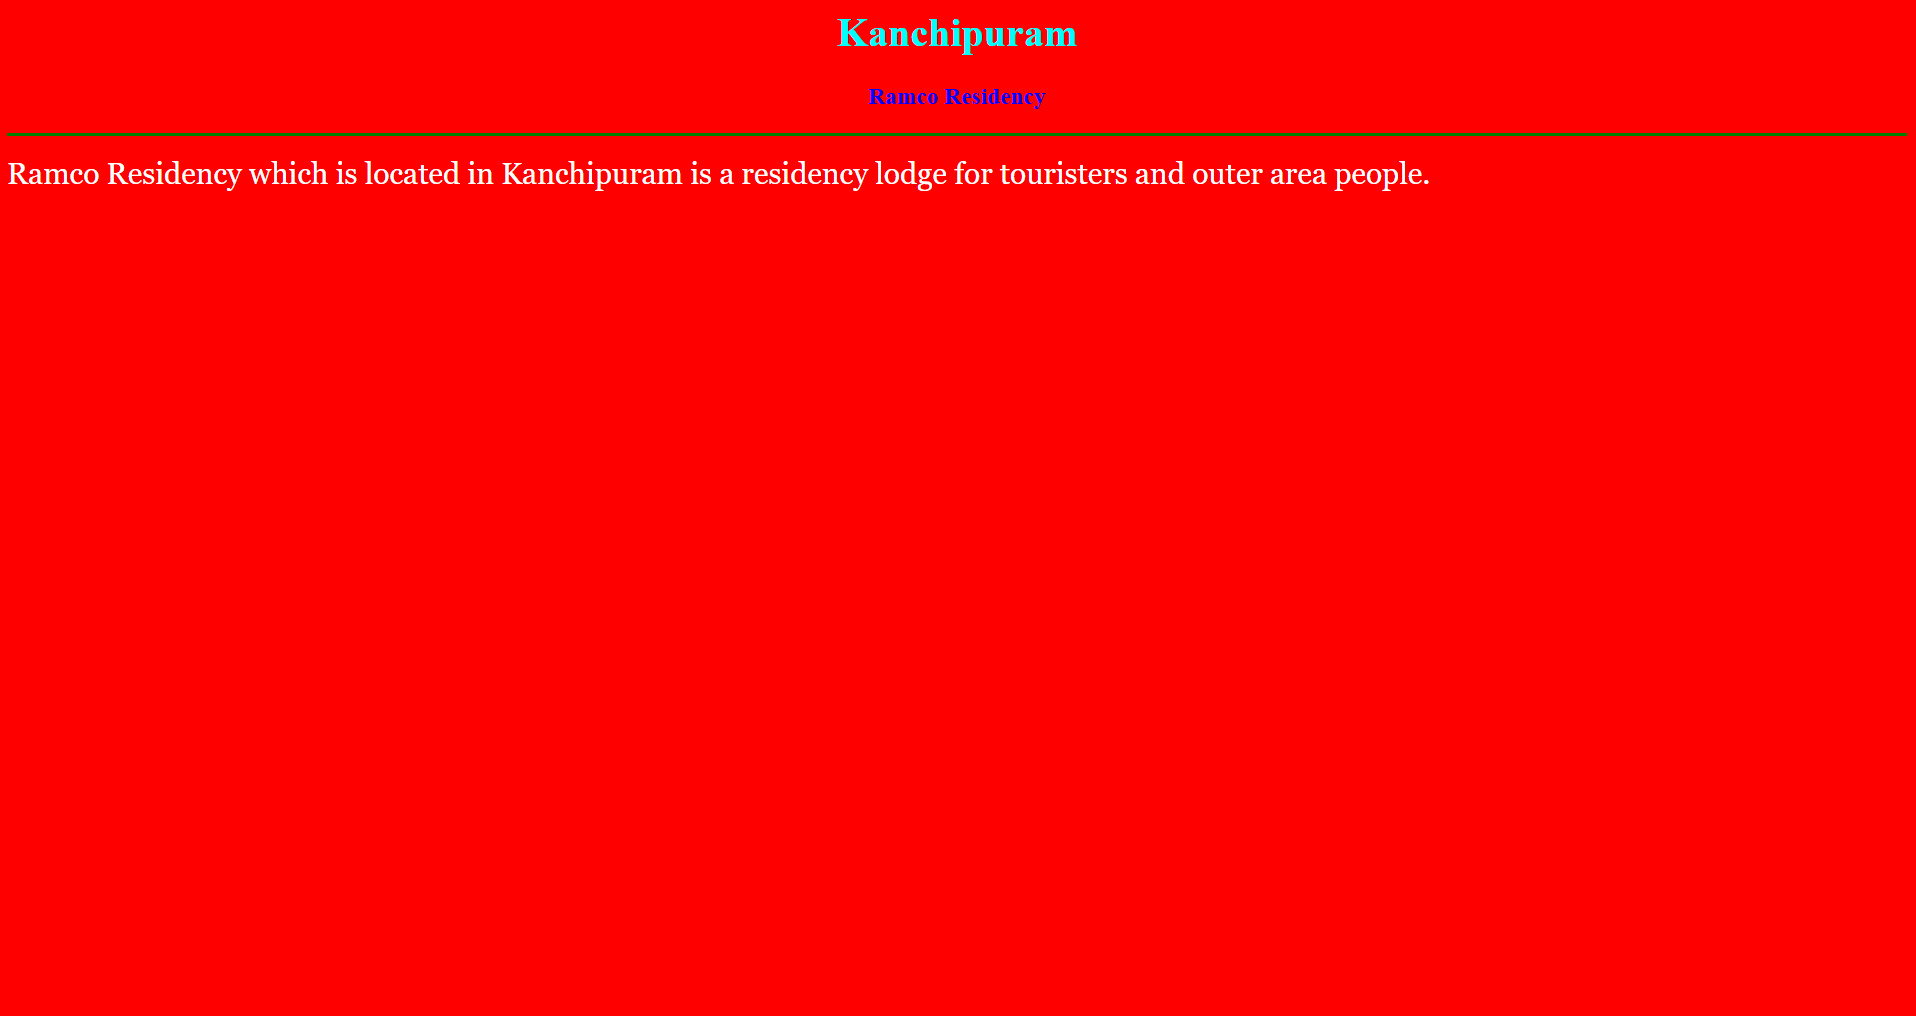 Kanchipuram
Ramco Residency
Ramco Residency which is located in Kanchipuram is a residency lodge for touristers and outer area people.